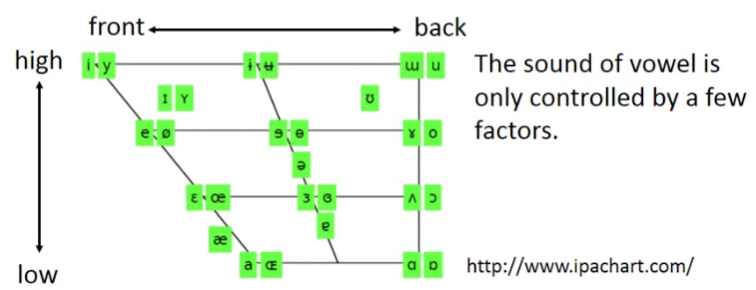 front back
high i y ɨ ʉ ɯ u The sound of vowel is
ɪ ʏ ʊ only controlled by a few
e ø ɘ ɵ ɤ o factors.
ə
ɛ œ ɜ ɞ ʌ ɔ
ɐ
æ
a ɶ ɑ ɒ http://www.ipachart.com/
low